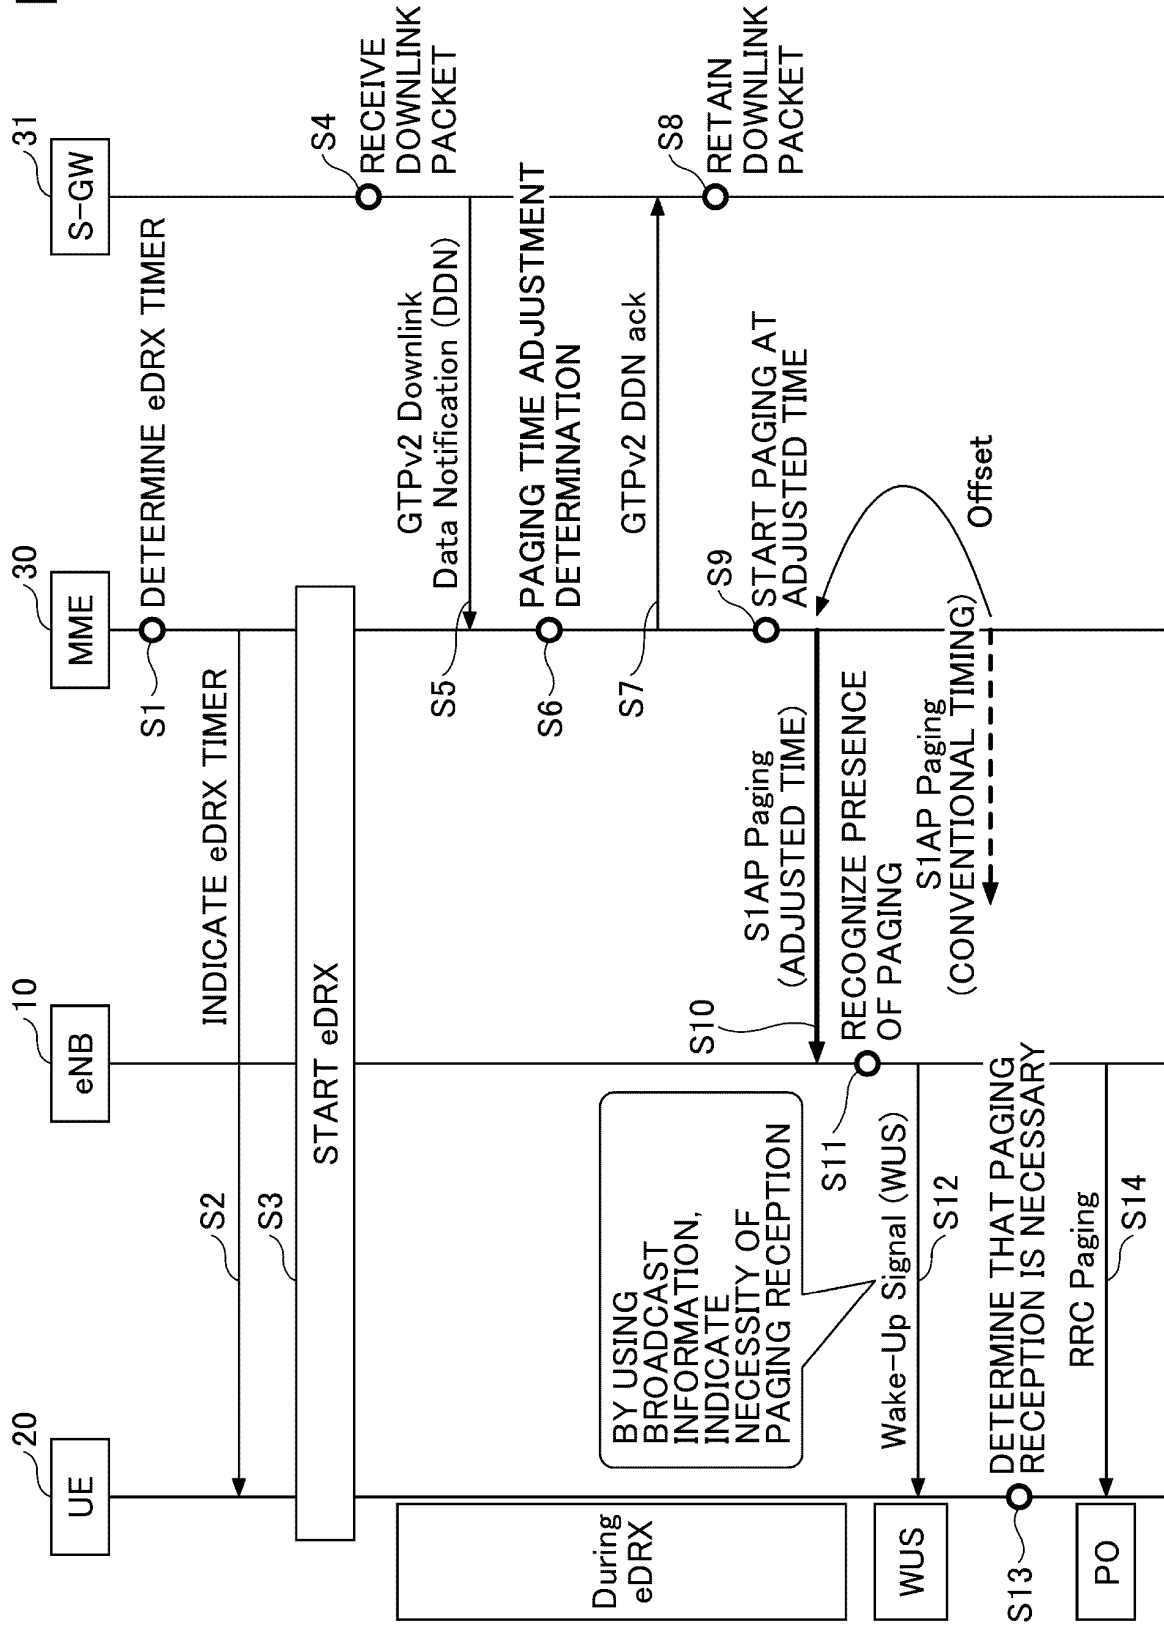 20
10
30
31
UE
eNB
MME
S-GW
S1
DETERMINE eDRX TIMER
INDICATE eDRX TIMER
S2
S3
START eDRX
S4
RECEIVE
DOWNLINK
PACKET
During
eDRX
GTPv2 Downlink
Data Notification (DDN)
S5
PAGING TIME ADJUSTMENT
DETERMINATION
S6
GTPv2 DDN ack
S7
S8
RETAIN
DOWNLINK
PACKET
BY USING
BROADCAST
INFORMATION,
INDICATE
NECESSITY OF
PAGING RECEPTION
S9
START PAGING AT
ADJUSTED TIME
S10
S1AP Paging
(ADJUSTED TIME)
S11
RECOGNIZE PRESENCE
OF PAGING
WUS
Wake-Up Signal (WUS)
S12
S1AP Paging
(CONVENTIONAL TIMING)
Offset
S13
DETERMINE THAT PAGING
RECEPTION IS NECESSARY
PO
RRC Paging
S14